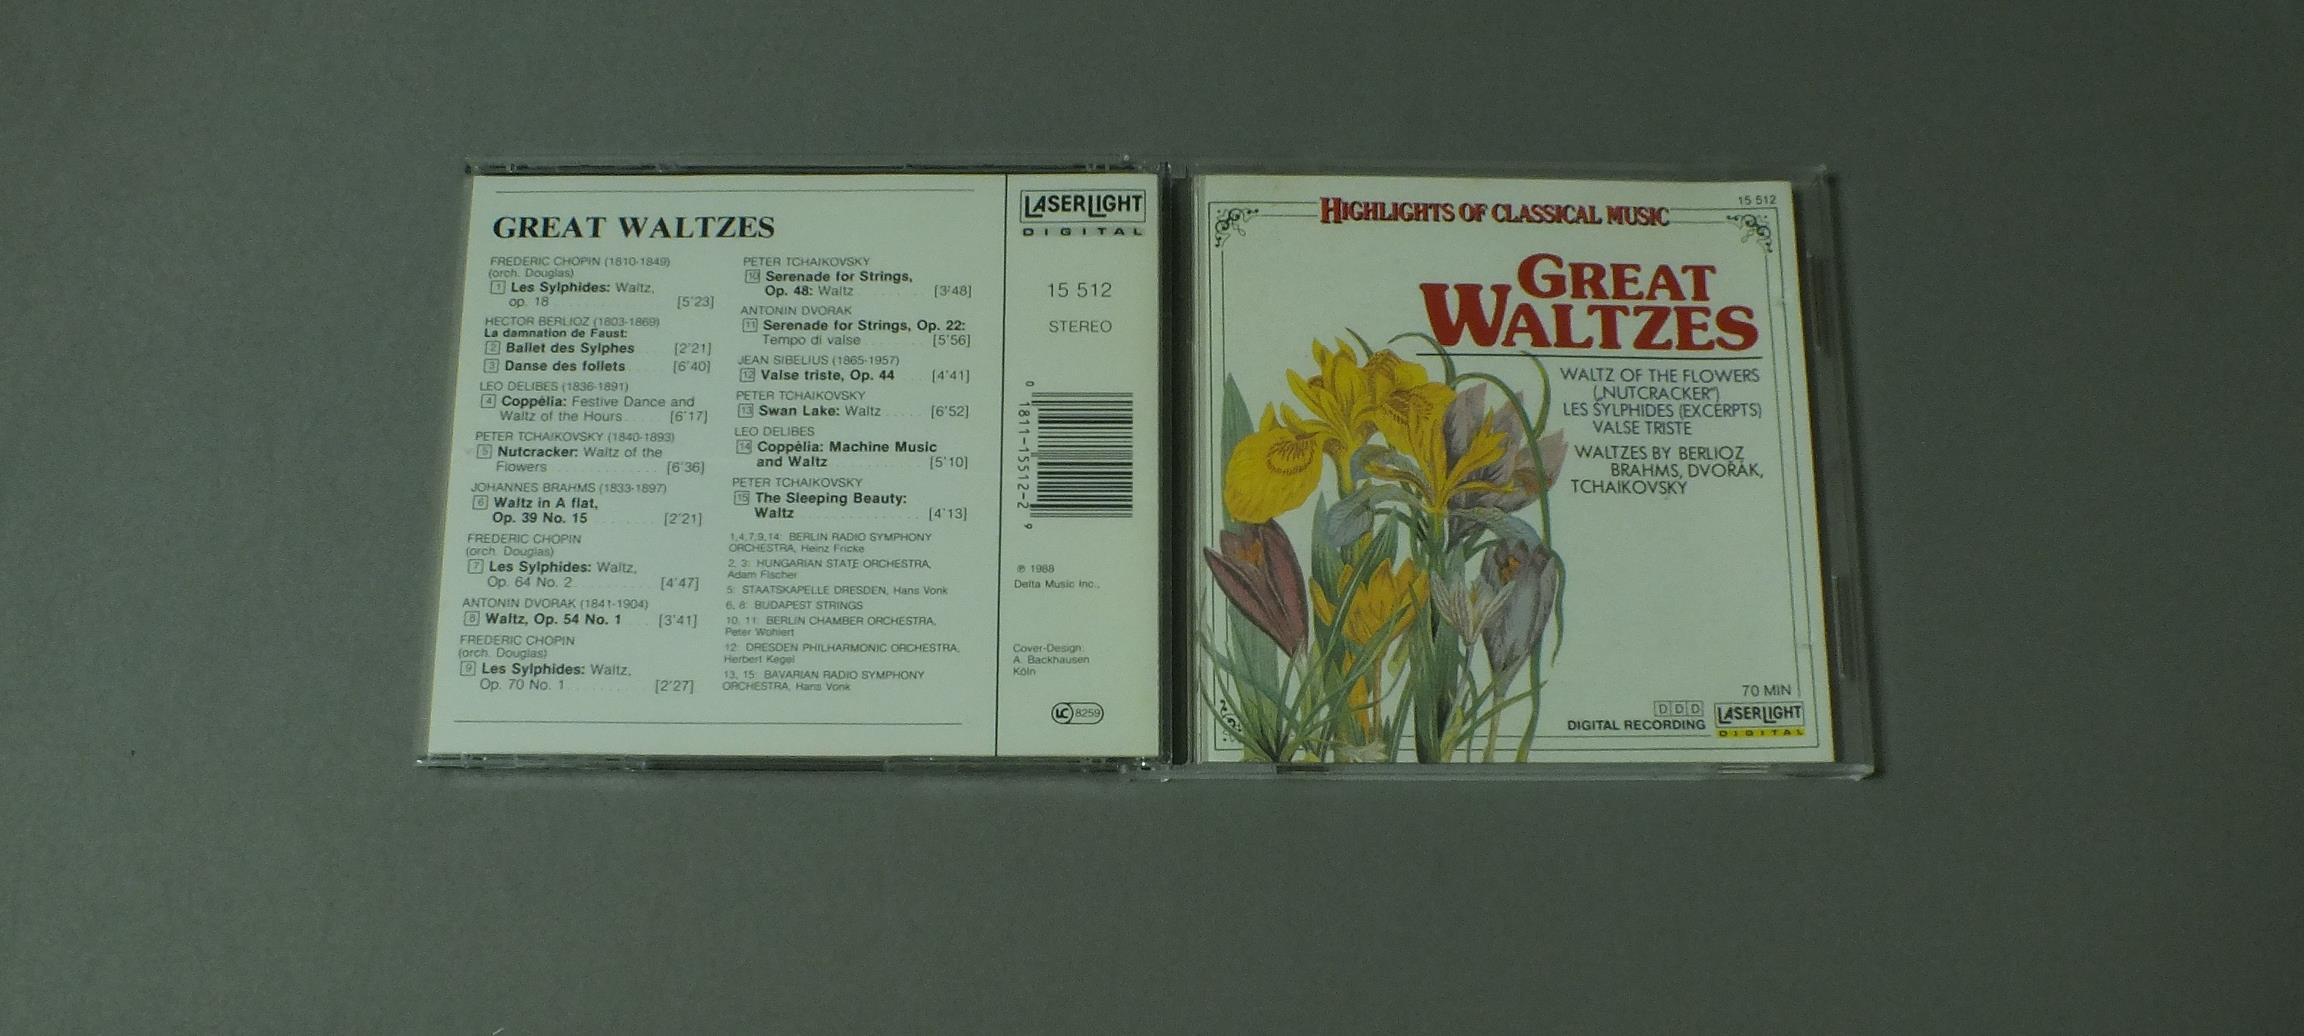 GREAT WALTZES
FREDERIC CHOPIN (1810-1849)
(orch. Douglas)
1 Les Sylphides: Waltz,
op. 18 [5'23]
HECTOR BERLIOZ (1803-1869)
La damnation de Faust:
2 Ballet des Sylphes [2'21]
3 Danse des follets [6'40]
LEO DELIBES (1836-1891)
4 Coppélia: Festive Dance and
Waltz of the Hours [6'17]
PETER TCHAIKOVSKY (1840-1893)
5 Nutcracker: Waltz of the
Flowers [6'36]
JOHANNES BRAHMS (1833-1897)
6 Waltz in A flat,
Op. 39 No. 15 [2'21]
FREDERIC CHOPIN
(orch. Douglas)
7 Les Sylphides: Waltz,
Op. 64 No. 2 [4'47]
ANTONIN DVORAK (1841-1904)
8 Waltz, Op. 54 No. 1 [3'41]
FREDERIC CHOPIN
(orch. Douglas)
9 Les Sylphides: Waltz,
Op. 70 No. 1 [2'27]
PETER TCHAIKOVSKY
10 Serenade for Strings,
Op. 48: Waltz [3'48]
ANTONIN DVORAK
11 Serenade for Strings, Op. 22:
Tempo di valse [5'56]
JEAN SIBELIUS (1865-1957)
12 Valse triste, Op. 44 [4'41]
PETER TCHAIKOVSKY
13 Swan Lake: Waltz [6'52]
LEO DELIBES
14 Coppélia: Machine Music
and Waltz [5'10]
PETER TCHAIKOVSKY
15 The Sleeping Beauty:
Waltz [4'13]
1,4,7,9,14: BERLIN RADIO SYMPHONY
ORCHESTRA, Heinz Fricke
2, 3: HUNGARIAN STATE ORCHESTRA,
Adam Fischer
5: STAATSKAPELLE DRESDEN, Hans Vonk
6, 8: BUDAPEST STRINGS
10, 11: BERLIN CHAMBER ORCHESTRA,
Peter Wohlert
12: DRESDEN PHILHARMONIC ORCHESTRA,
Herbert Kegel
13, 15: BAVARIAN RADIO SYMPHONY
ORCHESTRA, Hans Vonk
LASERLIGHT
DIGITAL
15 512
STEREO
0 1811-15512-2 9
℗ 1988
Delta Music Inc.,
Cover-Design:
A. Backhausen
Köln
LC 8259
15 512
HIGHLIGHTS OF CLASSICAL MUSIC
GREAT
WALTZES
WALTZ OF THE FLOWERS
(„NUTCRACKER")
LES SYLPHIDES (EXCERPTS)
VALSE TRISTE
WALTZES BY BERLIOZ
BRAHMS, DVOŘÁK,
TCHAIKOVSKY
70 MIN
DDD
DIGITAL RECORDING
LASERLIGHT
DIGITAL